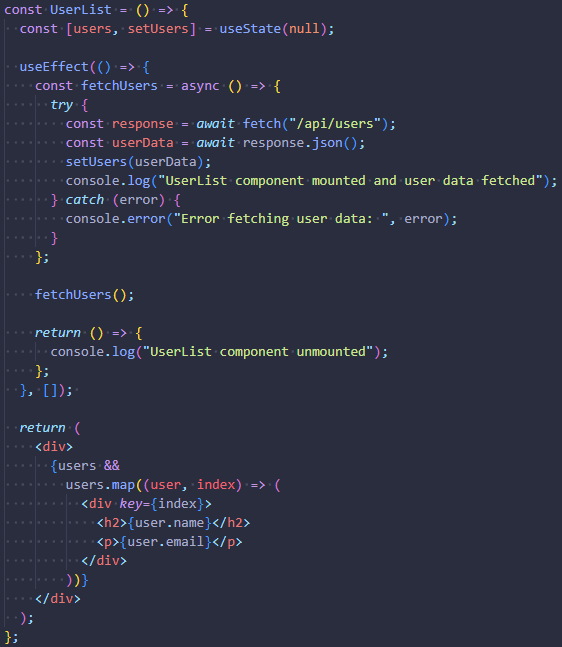 const UserList = () => {
  const [users, setUsers] = useState(null);

  useEffect(() => {
    const fetchUsers = async () => {
      try {
        const response = await fetch("/api/users");
        const userData = await response.json();
        setUsers(userData);
        console.log("UserList component mounted and user data fetched");
      } catch (error) {
        console.error("Error fetching user data: ", error);
      }
    };

    fetchUsers();

    return () => {
      console.log("UserList component unmounted");
    };
  }, []);

  return (
    <div>
      {users &&
        users.map((user, index) => (
          <div key={index}>
            <h2>{user.name}</h2>
            <p>{user.email}</p>
          </div>
        ))}
    </div>
  );
};